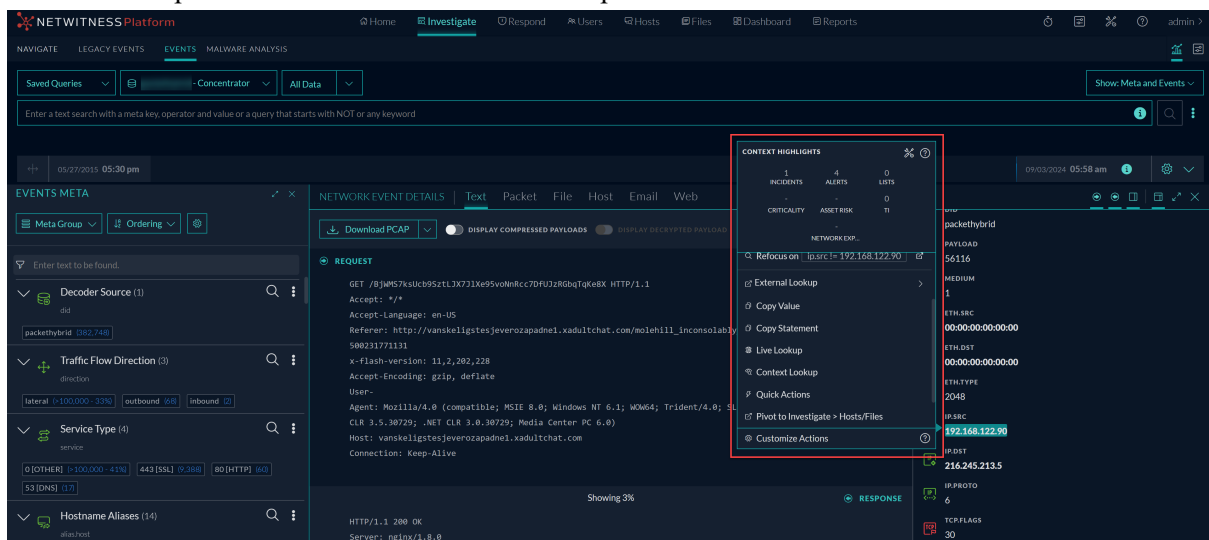 NETWITNESS Platform
Home Investigate Respond Users Hosts Files Dashboard Reports admin >
NAVIGATE LEGACY EVENTS EVENTS MALWARE ANALYSIS
Saved Queries - Concentrator All Data Show: Meta and Events
Enter a text search with a meta key, operator and value or a query that starts with NOT or any keyword
05/27/2015 05:30 pm 09/03/2024 05:58 am
EVENTS META
Meta Group Ordering
Enter text to be found.
Decoder Source (1)
did
packethybrid (382,748)
Traffic Flow Direction (3)
direction
lateral (>100,000 - 33%) outbound (68) inbound (2)
Service Type (4)
service
0 [OTHER] (>100,000 - 41%) 443 [SSL] (9,388) 80 [HTTP] (60)
53 [DNS] (17)
Hostname Aliases (14)
alias.host
NETWORK EVENT DETAILS Text Packet File Host Email Web
Download PCAP DISPLAY COMPRESSED PAYLOADS DISPLAY DECRYPTED PAYLOAD
REQUEST
Accept: */*
Accept-Language: en-US
Referer: http://vanskeligstesjeverozapadne1.xadultchat.com/molehill_inconsolably
500231771131
x-flash-version: 11,2,202,228
Accept-Encoding: gzip, deflate
User-
Agent: Mozilla/4.0 (compatible; MSIE 8.0; Windows NT 6.1; WOW64; Trident/4.0; SL
CLR 3.5.30729; .NET CLR 3.0.30729; Media Center PC 6.0)
Host: vanskeligstesjeverozapadne1.xadultchat.com
Connection: Keep-Alive
Showing 3% RESPONSE
HTTP/1.1 200 OK
Server: nginx/1.8.0
CONTEXT HIGHLIGHTS
1 4 0
INCIDENTS ALERTS LISTS
- - 0
CRITICALITY ASSET RISK TI
-
NETWORK EXP...
Refocus on ip.src != 192.168.122.90
External Lookup >
Copy Value
Copy Statement
Live Lookup
Context Lookup
Quick Actions
Pivot to Investigate > Hosts/Files
Customize Actions
DID
packethybrid
PAYLOAD
56116
MEDIUM
1
ETH.SRC
00:00:00:00:00:00
ETH.DST
00:00:00:00:00:00
ETH.TYPE
2048
IP.SRC
192.168.122.90
IP.DST
216.245.213.5
IP.PROTO
6
TCP.FLAGS
30